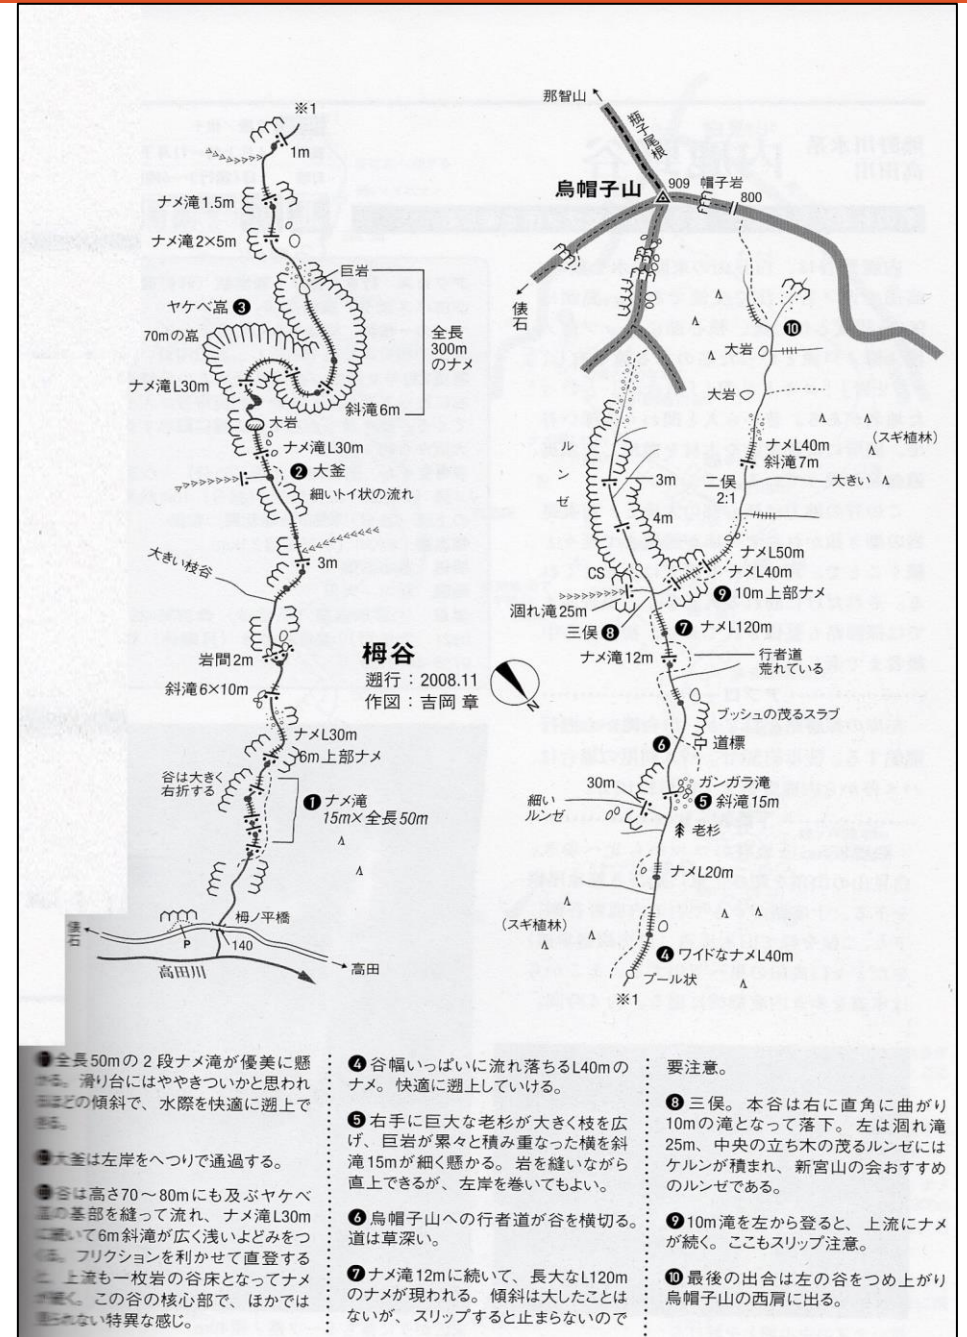 ※1
1m
ナメ滝1.5m
ナメ滝2×5m
巨岩
ヤケベ嵓 ❸
70mの嵓
全長
300m
のナメ
ナメ滝L30m
斜滝6m
大岩
ナメ滝L30m
❷ 大釜
細いトイ状の流れ
3m
大きい枝谷
岩間2m
斜滝6×10m
ナメL30m
6m上部ナメ
谷は大きく
右折する
❶ ナメ滝
15m×全長50m
栂ノ平橋
俵石
P
140
高田川
高田
栂谷
遡行:2008.11
作図:吉岡 章
N
那智山
瓶子尾根
烏帽子山
909
帽子岩
800
俵石
❿
大岩
大岩
(スギ植林)
ナメL40m
斜滝7m
二俣
2:1
大きい
ルンゼ
3m
4m
ナメL50m
ナメL40m
CS
❾ 10m上部ナメ
涸れ滝25m
三俣 ❽
❼ ナメL120m
ナメ滝12m
行者道
荒れている
ブッシュの茂るスラブ
❻
道標
30m
ガンガラ滝
❺ 斜滝15m
細い
ルンゼ
老杉
ナメL20m
(スギ植林)
❹ ワイドなナメL40m
プール状
※1
全長50mの2段ナメ滝が優美に懸
かる。滑り台にはややきついかと思われ
るほどの傾斜で、水際を快適に遡上で
きる。
大釜は左岸をへつりで通過する。
谷は高さ70〜80mにも及ぶヤケベ
嵓の基部を縫って流れ、ナメ滝L30m
に続いて6m斜滝が広く浅いよどみをつ
くる。フリクションを利かせて直登する
と、上流も一枚岩の谷床となってナメ
が続く。この谷の核心部で、ほかでは
見られない特異な感じ。
❹ 谷幅いっぱいに流れ落ちるL40mの
ナメ。快適に遡上していける。
❺ 右手に巨大な老杉が大きく枝を広
げ、巨岩が累々と積み重なった横を斜
滝15mが細く懸かる。岩を縫いながら
直上できるが、左岸を巻いてもよい。
❻ 烏帽子山への行者道が谷を横切る。
道は草深い。
❼ ナメ滝12mに続いて、長大なL120m
のナメが現われる。傾斜は大したことは
ないが、スリップすると止まらないので
要注意。
❽ 三俣。本谷は右に直角に曲がり
10mの滝となって落下。左は涸れ滝
25m、中央の立ち木の茂るルンゼには
ケルンが積まれ、新宮山の会おすすめ
のルンゼである。
❾ 10m滝を左から登ると、上流にナメ
が続く。ここもスリップ注意。
❿ 最後の出合は左の谷をつめ上がり
烏帽子山の西肩に出る。